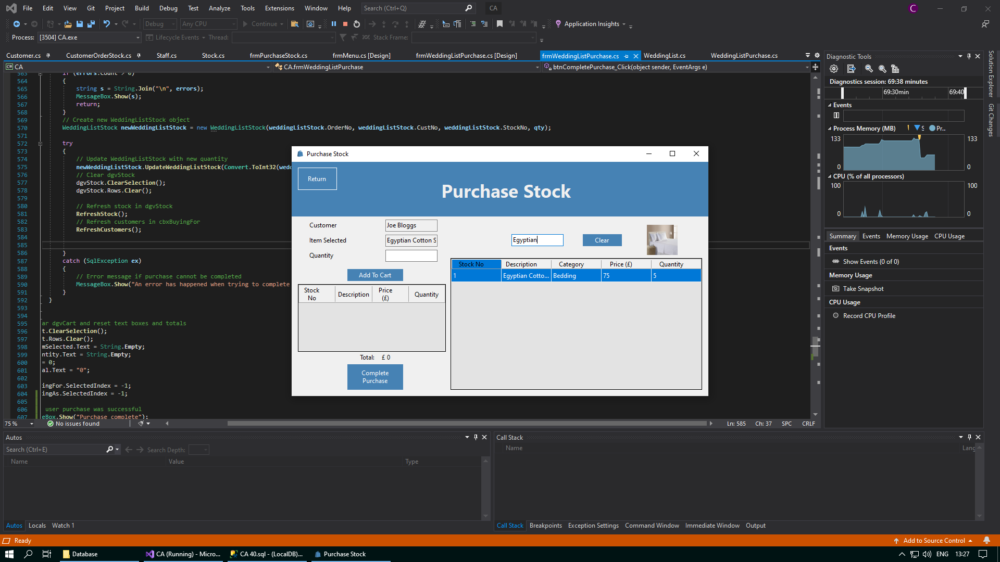 File Edit View Git Project Build Debug Test Analyze Tools Extensions Window Help Search (Ctrl+Q) CA C
Debug Any CPU Continue Application Insights
Process: [3504] CA.exe Lifecycle Events Thread: Stack Frame:
Customer.cs CustomerOrderStock.cs Staff.cs Stock.cs frmPurchaseStock.cs frmMenu.cs [Design] frmWeddingListPurchase.cs [Design] frmWeddingListPurchase.cs WeddingList.cs WeddingListPurchase.cs
CA CA.frmWeddingListPurchase btnCompletePurchase_Click(object sender, EventArgs e)
563 if (errors.Count > 0)
564 {
565 string s = String.Join("\n", errors);
566 MessageBox.Show(s);
567 return;
568 }
569 // Create new WeddingListStock object
570 WeddingListStock newWeddingListStock = new WeddingListStock(weddingListStock.OrderNo, weddingListStock.CustNo, weddingListStock.StockNo, qty);
571
572 try
573 {
574 // Update WeddingListStock with new quantity
575 newWeddingListStock.UpdateWeddingListStock(Convert.ToInt32(wedd
576 // Clear dgvStock
577 dgvStock.ClearSelection();
578 dgvStock.Rows.Clear();
579
580 // Refresh stock in dgvStock
581 RefreshStock();
582 // Refresh customers in cbxBuyingFor
583 RefreshCustomers();
584
585
586 }
587 catch (SqlException ex)
588 {
589 // Error message if purchase cannot be completed
590 MessageBox.Show("An error has happened when trying to complete
591 }
592 }
593
594
595 ar dgvCart and reset text boxes and totals
596 t.ClearSelection();
597 t.Rows.Clear();
598 mSelected.Text = String.Empty;
599 ntity.Text = String.Empty;
600 = 0;
601 al.Text = "0";
602
603 ingFor.SelectedIndex = -1;
604 ingAs.SelectedIndex = -1;
605
606 user purchase was successful
607 eBox.Show("Purchase complete");
75 % No issues found Ln: 585 Ch: 37 SPC CRLF
Purchase Stock
Return
Purchase Stock
Customer Joe Bloggs
Item Selected Egyptian Cotton S
Quantity
Add To Cart
Stock No Description Price (£) Quantity
Total: £ 0
Complete Purchase
Egyptian Clear
Stock No Description Category Price (£) Quantity
1 Egyptian Cotto... Bedding 75 5
Diagnostic Tools
Diagnostics session: 69:38 minutes
69:30min 69:40
Events
Process Memory (MB) S Pr...
133 133
0 0
CPU (% of all processors)
100 100
0 0
Summary Events Memory Usage CPU Usage
Events
Show Events (0 of 0)
Memory Usage
Take Snapshot
CPU Usage
Record CPU Profile
Solution Explorer
Git Changes
Autos
Search (Ctrl+E) Search Depth:
Name Value Type
Autos Locals Watch 1
Call Stack
Name Lang
Call Stack Breakpoints Exception Settings Command Window Immediate Window Output
Ready Add to Source Control
Database CA (Running) - Micro... CA 40.sql - (LocalDB)... Purchase Stock ENG 13:27